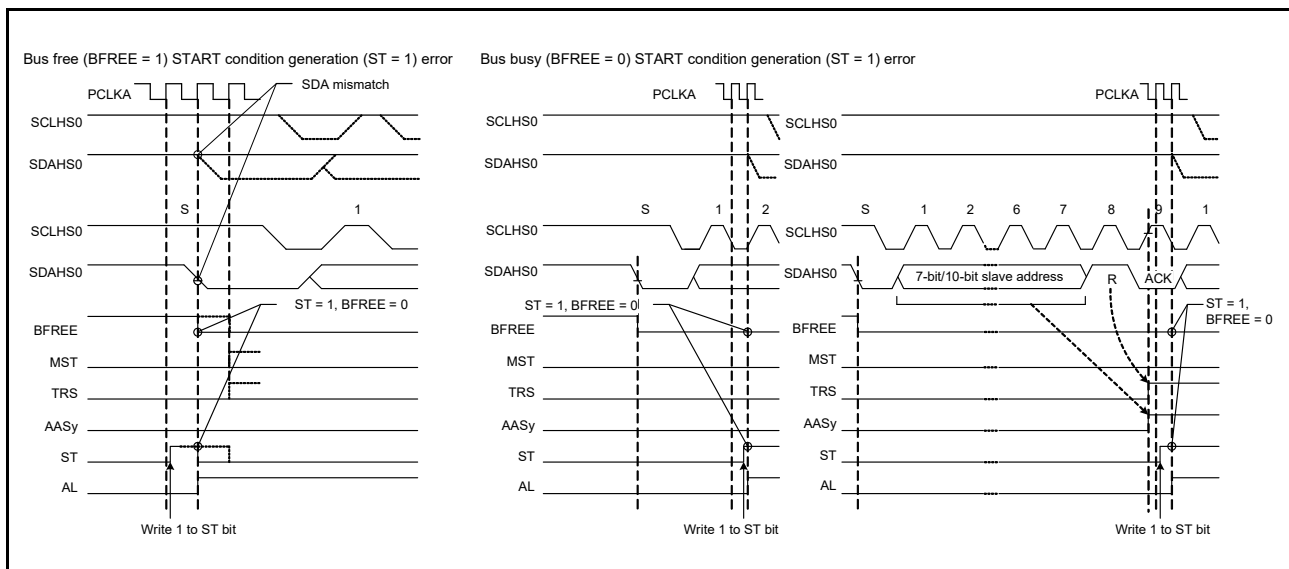 Bus free (BFREE = 1) START condition generation (ST = 1) error
PCLKA
SDA mismatch
SCLHS0
SDAHS0
S
1
SCLHS0
SDAHS0
ST = 1, BFREE = 0
BFREE
MST
TRS
AASy
ST
AL
Write 1 to ST bit
Bus busy (BFREE = 0) START condition generation (ST = 1) error
PCLKA
SCLHS0
SDAHS0
S
1
2
SCLHS0
SDAHS0
ST = 1, BFREE = 0
BFREE
MST
TRS
AASy
ST
AL
Write 1 to ST bit
PCLKA
SCLHS0
SDAHS0
S
1
2
6
7
8
9
1
SCLHS0
SDAHS0
7-bit/10-bit slave address
R
ACK
ST = 1,
BFREE = 0
BFREE
MST
TRS
AASy
ST
AL
Write 1 to ST bit